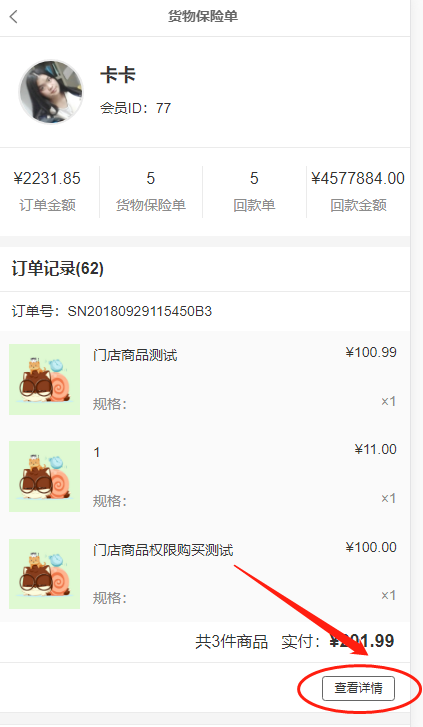 货物保险单
卡卡
会员ID：77
¥2231.85 5 5 ¥4577884.00
订单金额 货物保险单 回款单 回款金额
订单记录(62)
订单号：SN20180929115450B3
门店商品测试 ¥100.99
规格： ×1
1 ¥11.00
规格： ×1
门店商品权限购买测试 ¥100.00
规格： ×1
共3件商品 实付：¥201.99
查看详情